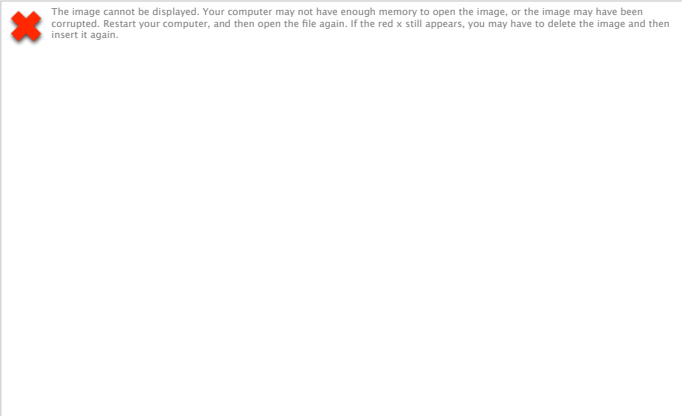 The image cannot be displayed. Your computer may not have enough memory to open the image, or the image may have been
corrupted. Restart your computer, and then open the file again. If the red x still appears, you may have to delete the image and then
insert it again.